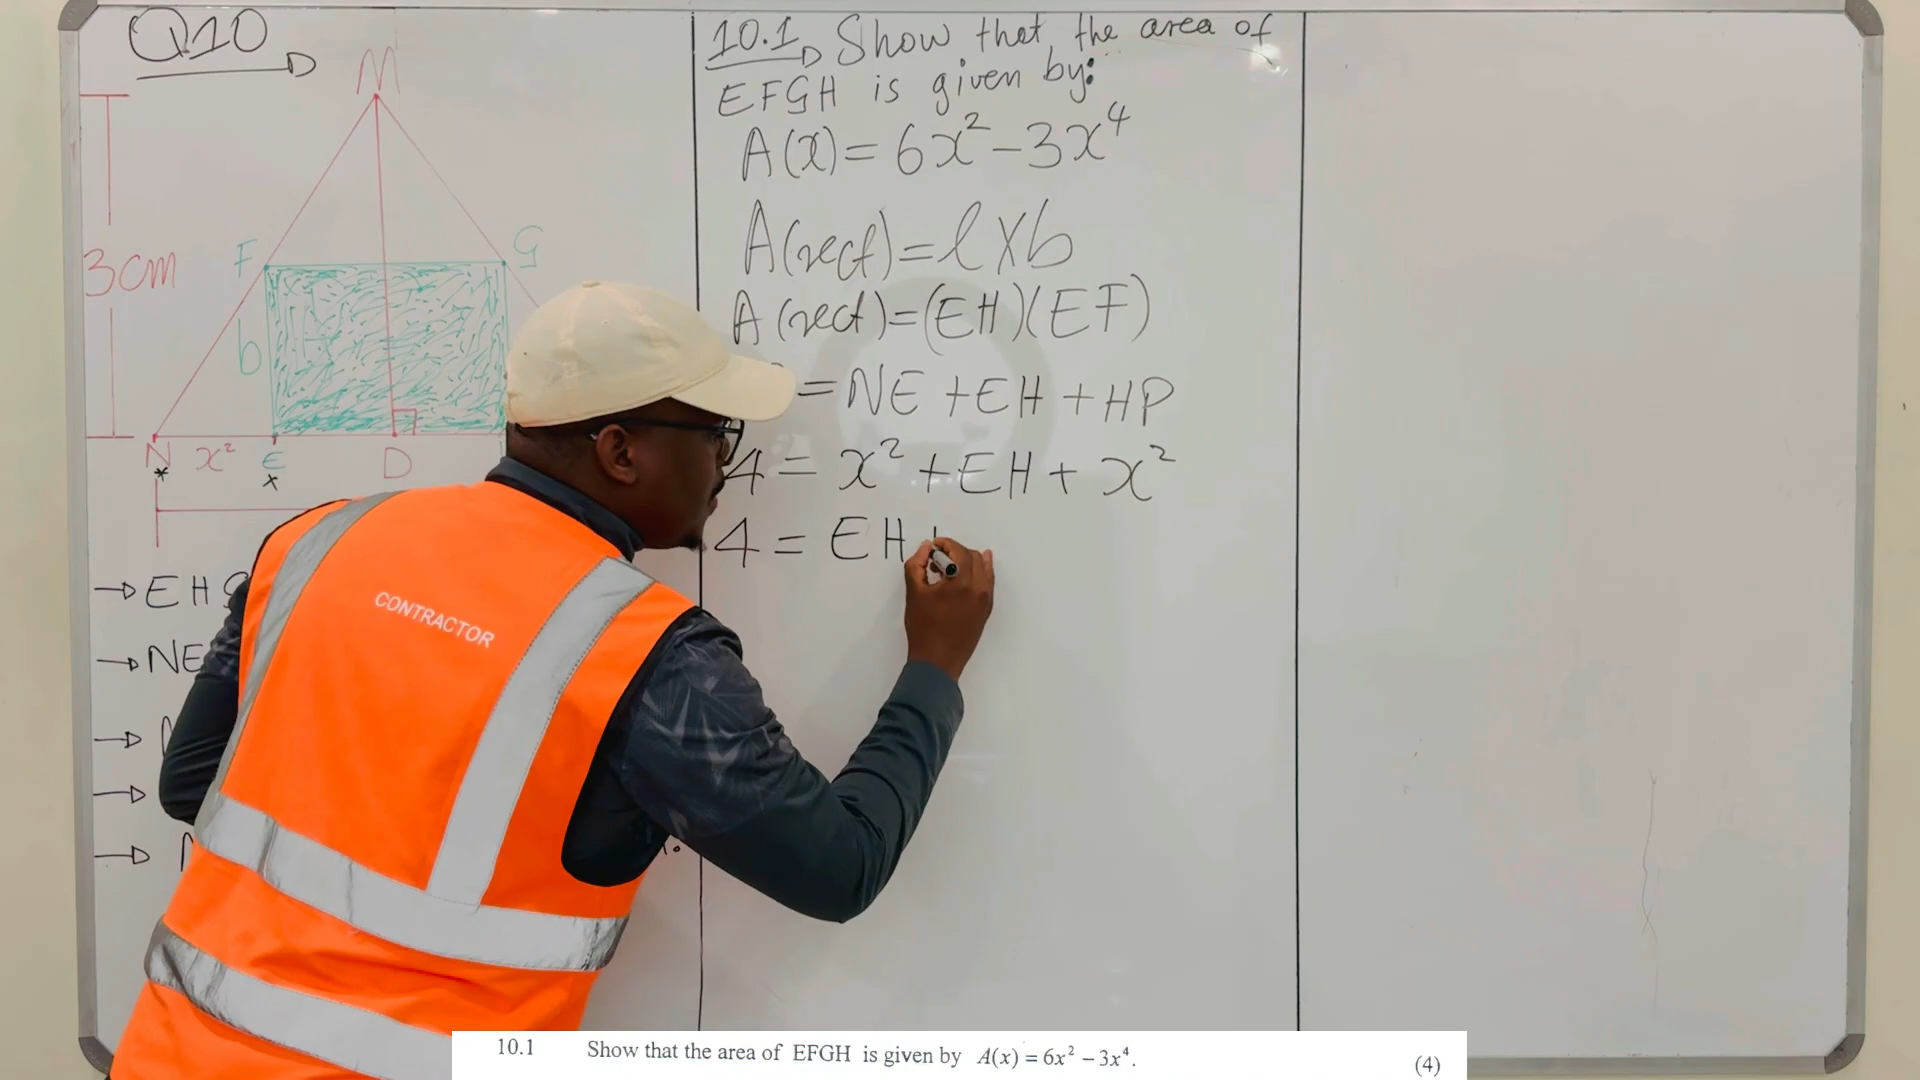 Q10
M
3cm
F
G
b
N x² E D
* x
→ EH
→ NE
→
→
→
10.1 Show that the area of
EFGH is given by:
A(x) = 6x² - 3x⁴
A(rect) = l x b
A(rect) = (EH)(EF)
= NE + EH + HP
4 = x² + EH + x²
4 = EH
CONTRACTOR
10.1 Show that the area of EFGH is given by A(x) = 6x² − 3x⁴. (4)